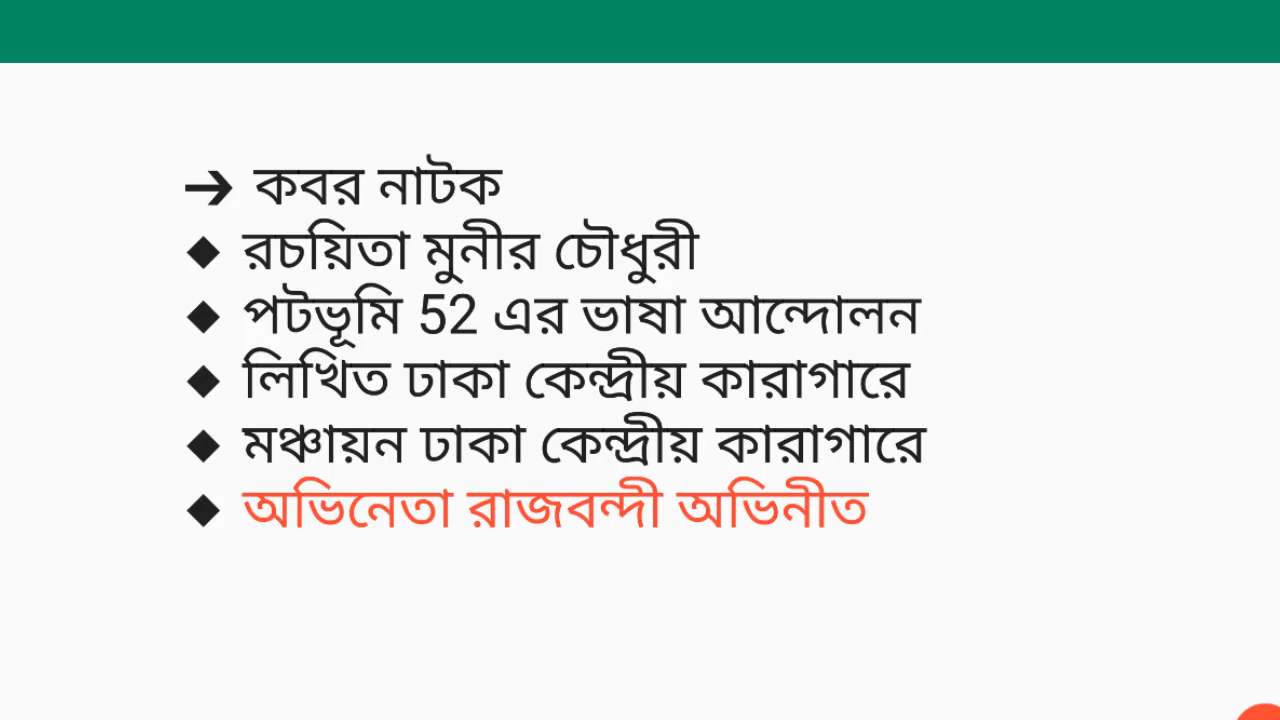 ➔ কবর নাটক
◆ রচয়িতা মুনীর চৌধুরী
◆ পটভূমি 52 এর ভাষা আন্দোলন
◆ লিখিত ঢাকা কেন্দ্রীয় কারাগারে
◆ মঞ্চায়ন ঢাকা কেন্দ্রীয় কারাগারে
◆ অভিনেতা রাজবন্দী অভিনীত